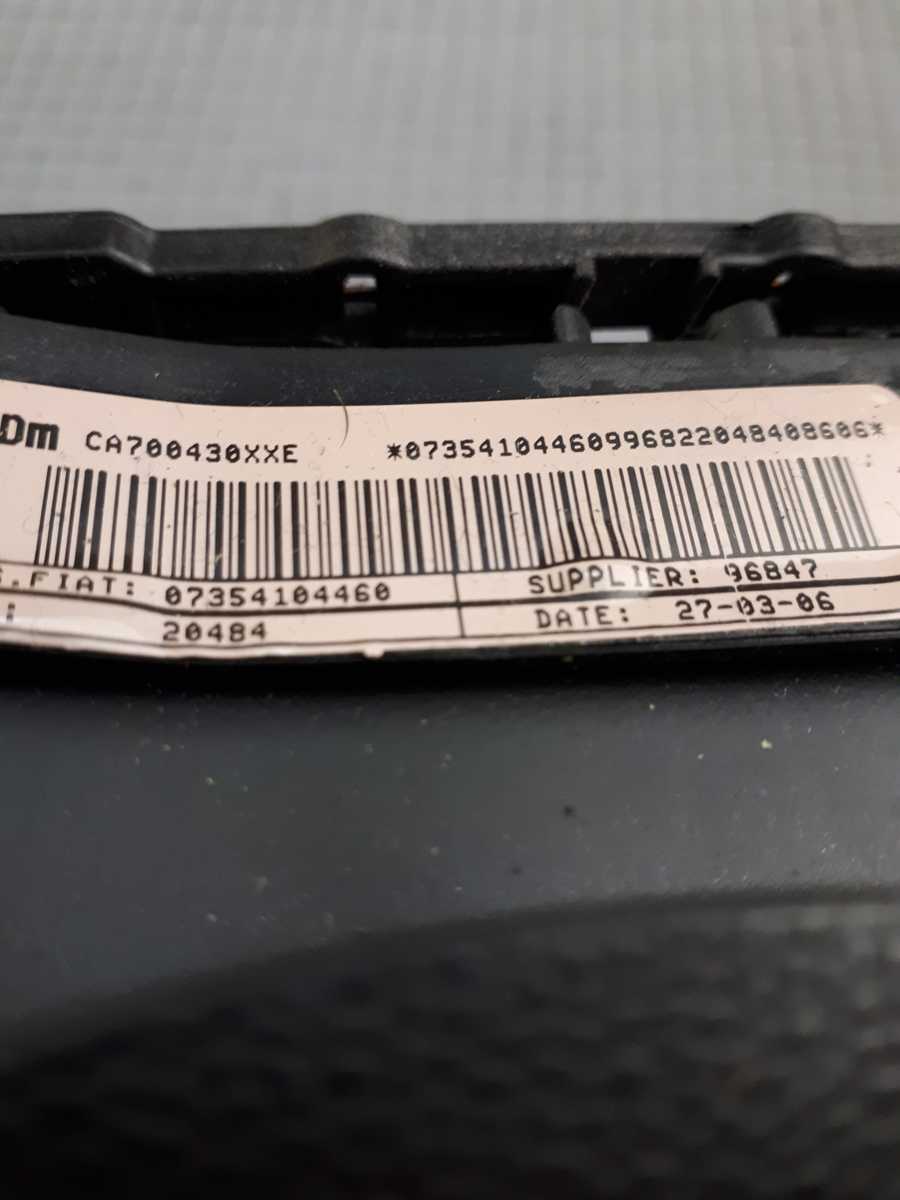 Dm CA700430XXE *07354104460996822048408606*
S.FIAT: 07354104460 SUPPLIER: 96847
: 20484 DATE: 27-03-06